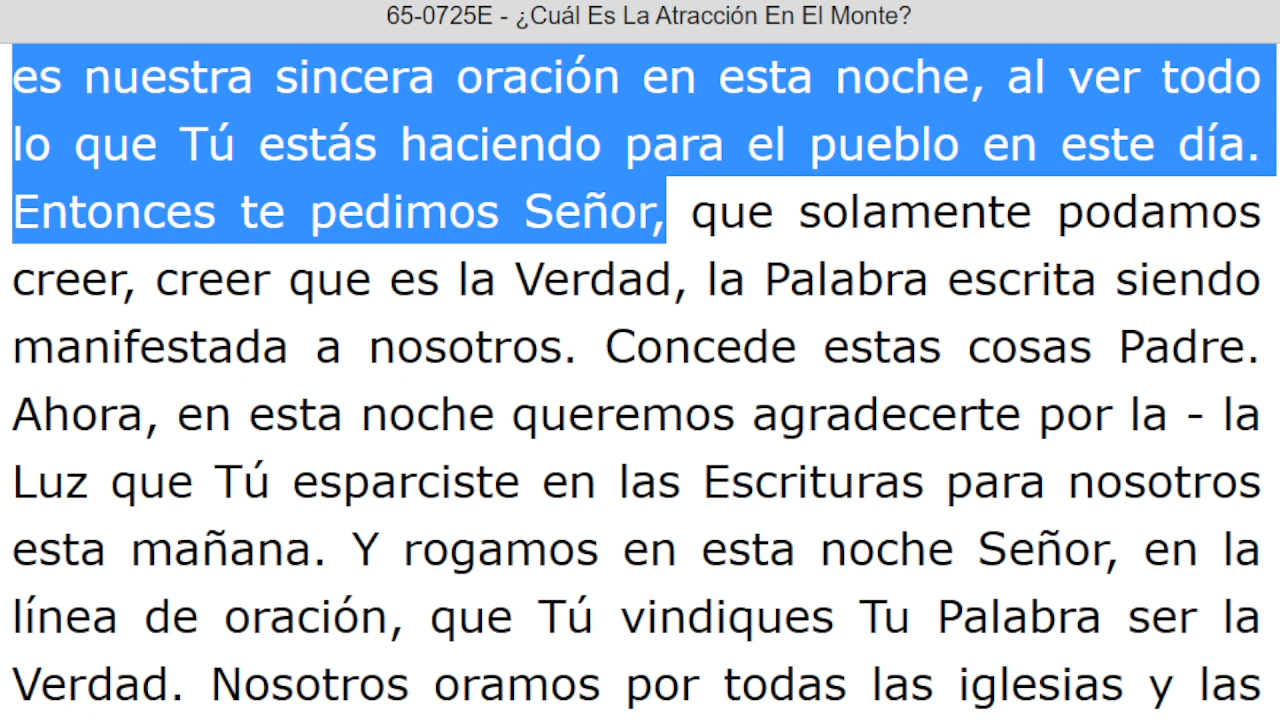 65-0725E - ¿Cuál Es La Atracción En El Monte?
es nuestra sincera oración en esta noche, al ver todo
lo que Tú estás haciendo para el pueblo en este día.
Entonces te pedimos Señor, que solamente podamos
creer, creer que es la Verdad, la Palabra escrita siendo
manifestada a nosotros. Concede estas cosas Padre.
Ahora, en esta noche queremos agradecerte por la - la
Luz que Tú esparciste en las Escrituras para nosotros
esta mañana. Y rogamos en esta noche Señor, en la
línea de oración, que Tú vindiques Tu Palabra ser la
Verdad. Nosotros oramos por todas las iglesias y las